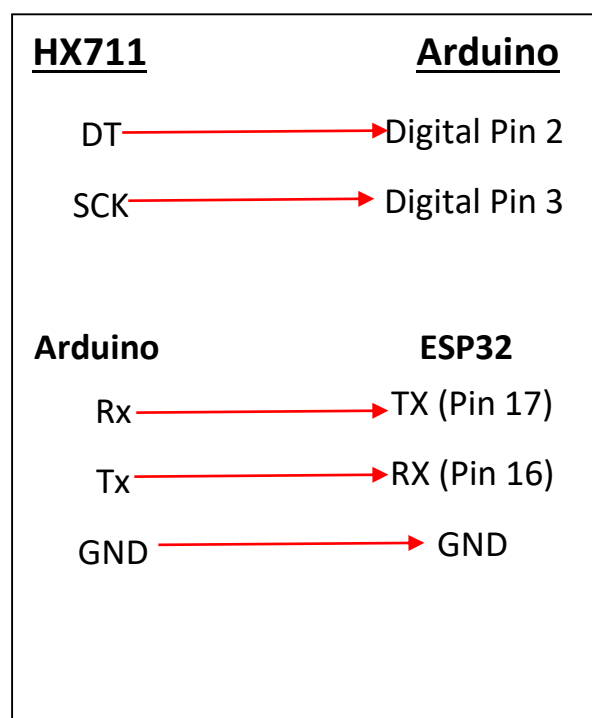 HX711 Arduino
DT Digital Pin 2
SCK Digital Pin 3
Arduino ESP32
Rx TX (Pin 17)
Tx RX (Pin 16)
GND GND